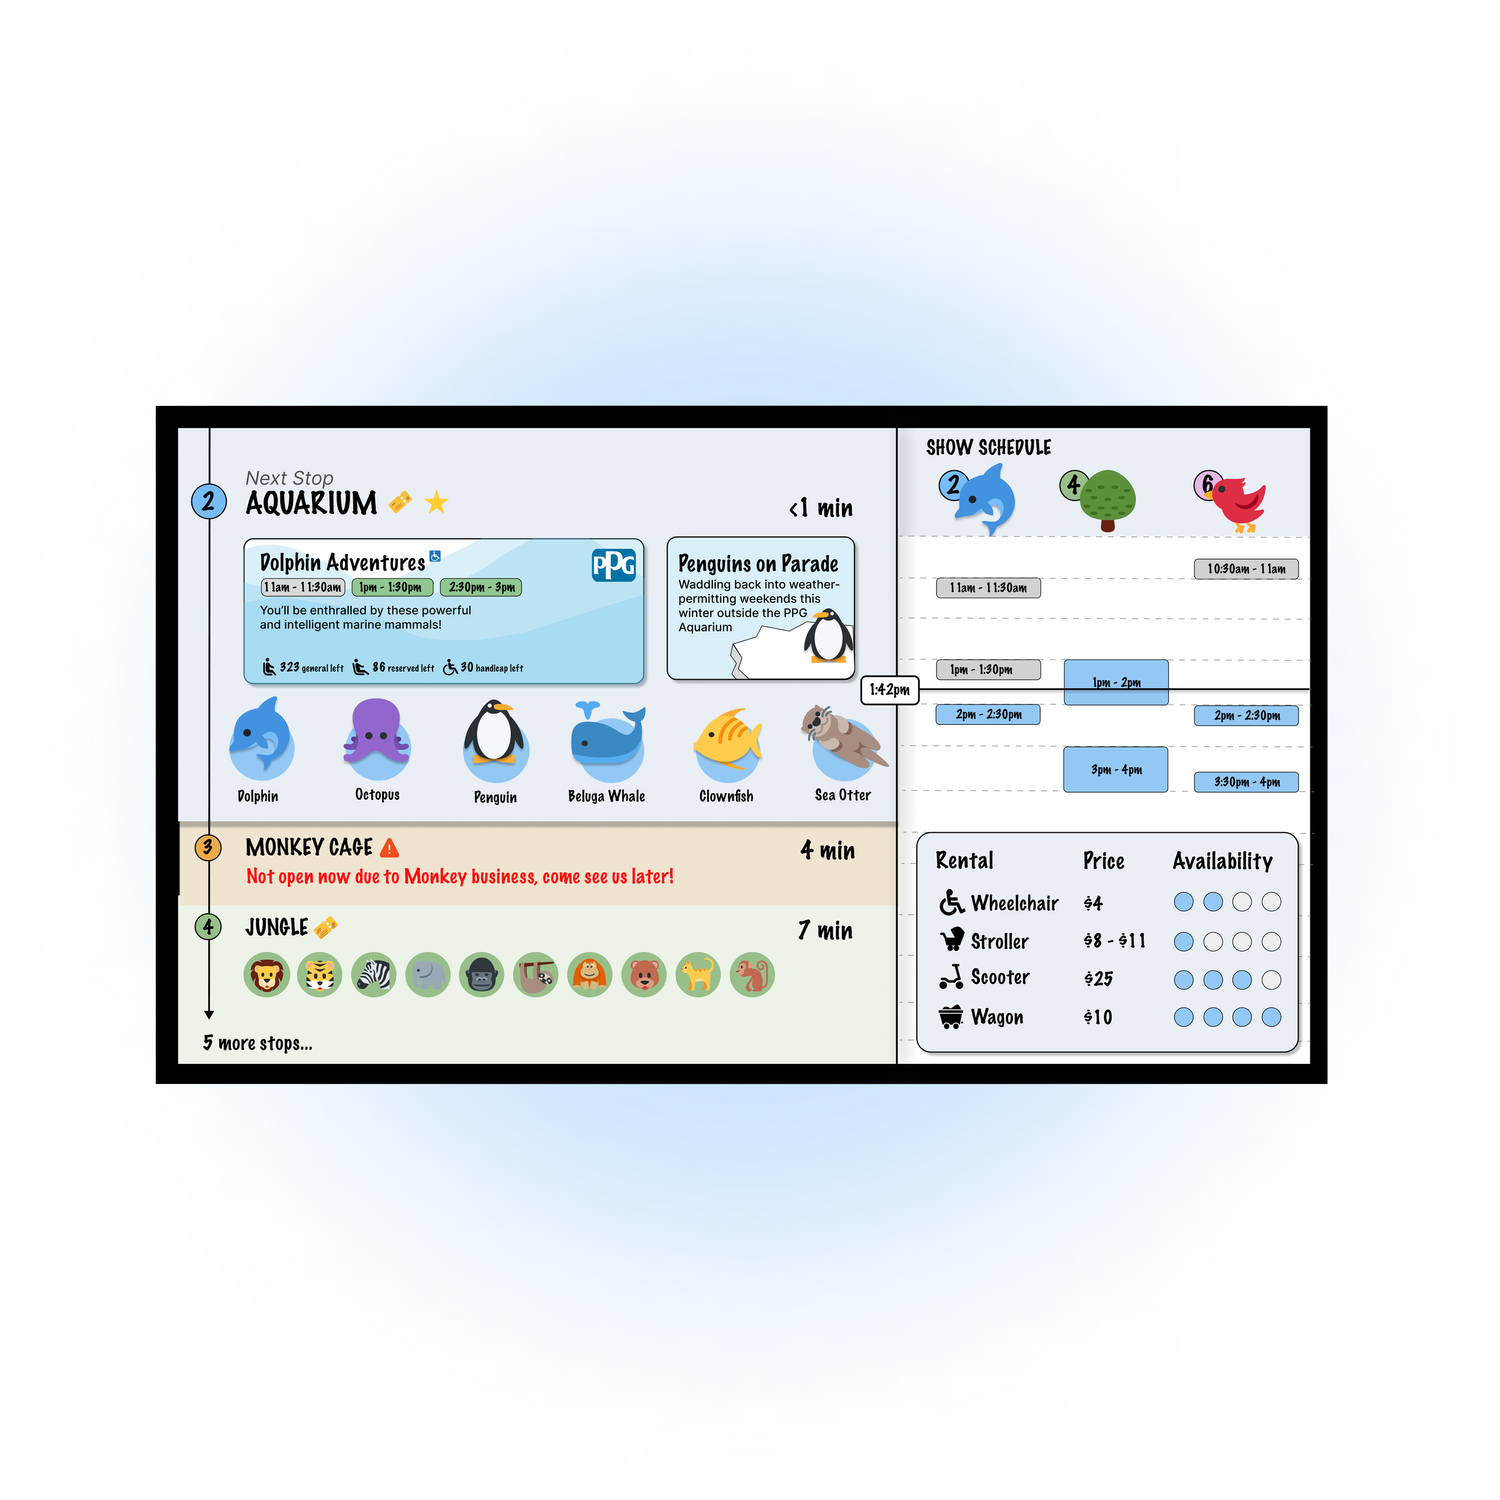 Next Stop
2
AQUARIUM
<1 min
Dolphin Adventures
PPG
11am - 11:30am
1pm - 1:30pm
2:30pm - 3pm
You'll be enthralled by these powerful
and intelligent marine mammals!
323 general left
86 reserved left
30 handicap left
Penguins on Parade
Waddling back into weather-
permitting weekends this
winter outside the PPG
Aquarium
Dolphin
Octopus
Penguin
Beluga Whale
Clownfish
Sea Otter
3
MONKEY CAGE
4 min
Not open now due to Monkey business, come see us later!
4
JUNGLE
7 min
5 more stops...
SHOW SCHEDULE
2
4
6
10:30am - 11am
11am - 11:30am
1pm - 1:30pm
1pm - 2pm
1:42pm
2pm - 2:30pm
2pm - 2:30pm
3pm - 4pm
3:30pm - 4pm
Rental Price Availability
Wheelchair $4
Stroller $8 - $11
Scooter $25
Wagon $10